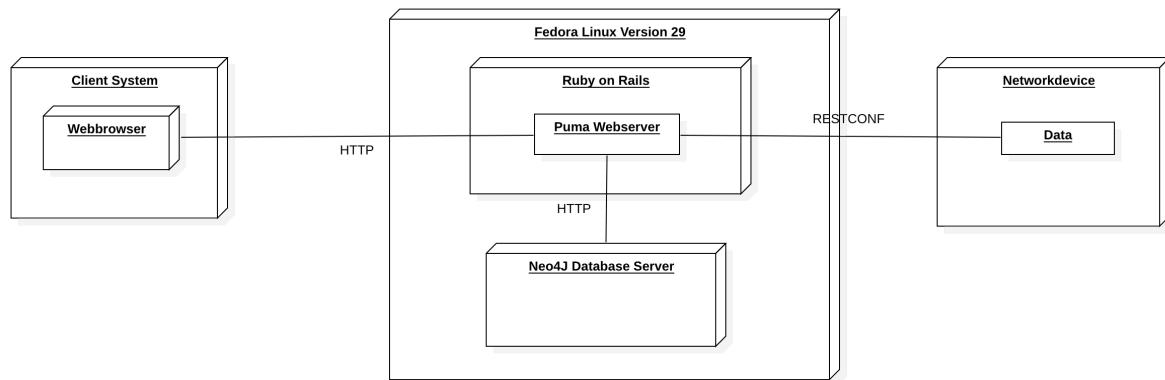 Fedora Linux Version 29
Client System
Ruby on Rails
Networkdevice
Webbrowser
Puma Webserver
Data
RESTCONF
HTTP
HTTP
Neo4J Database Server